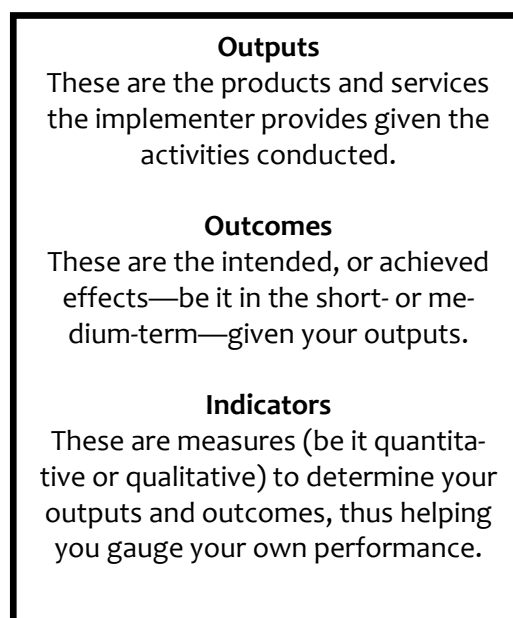 Outputs
These are the products and services
the implementer provides given the
activities conducted.
Outcomes
These are the intended, or achieved
effects—be it in the short- or me-
dium-term—given your outputs.
Indicators
These are measures (be it quantita-
tive or qualitative) to determine your
outputs and outcomes, thus helping
you gauge your own performance.